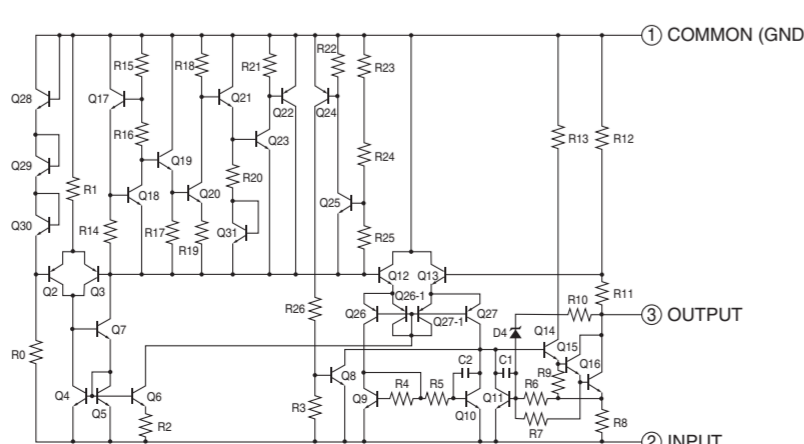 ① COMMON (GND
R15
R18
R21
R22
R23
Q28
Q17
Q21
Q22
Q24
R16
Q23
R13
R12
Q29
Q19
R24
R1
R20
Q18
Q20
Q25
Q30
R14
R17
R19
Q31
R25
Q2
Q3
Q12
Q13
Q26-1
R11
R26
Q26
Q27
Q27-1
R10
③ OUTPUT
D4
Q14
Q7
Q15
R0
Q16
Q8
C2
C1
R9
Q4
Q5
Q6
R3
Q9
R4
R5
Q10
Q11
R6
R8
R2
R7
② INPUT